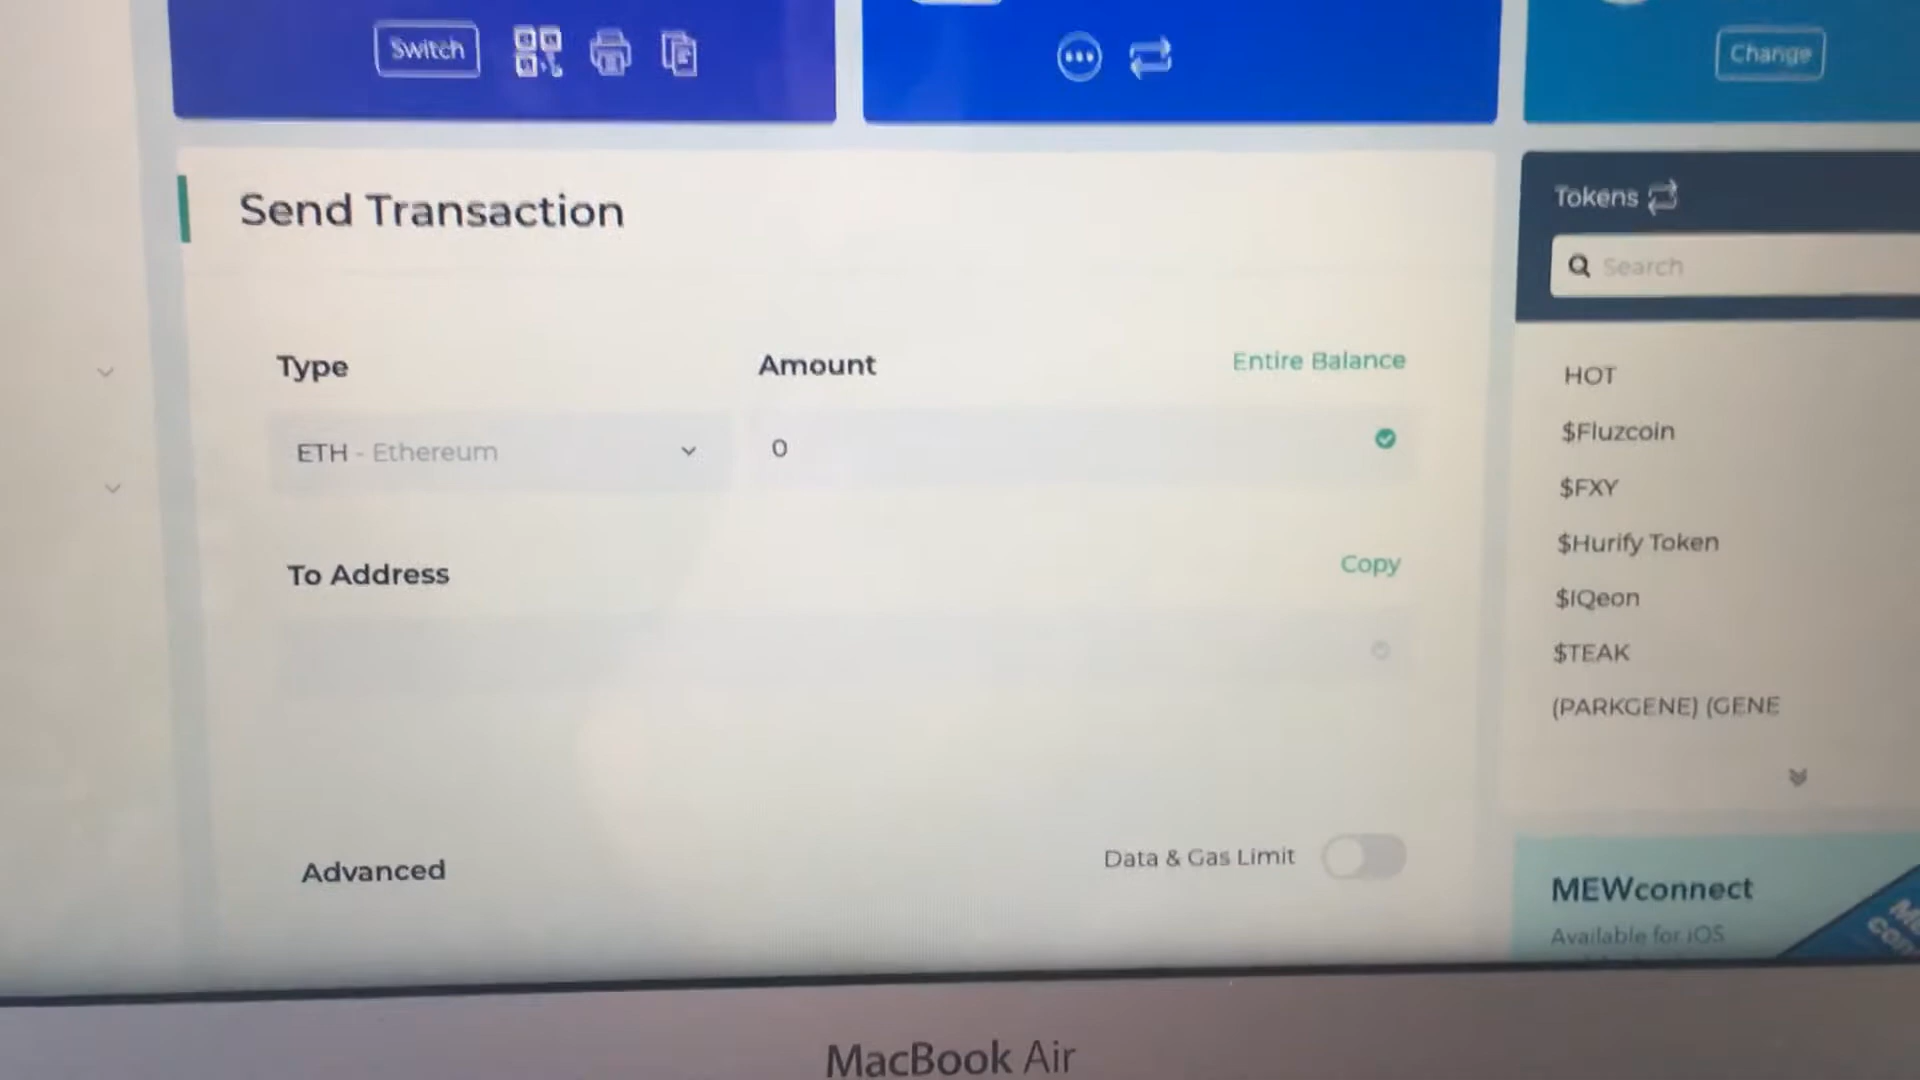 Switch
Change
Send Transaction
Tokens
Search
Type
Amount
Entire Balance
ETH - Ethereum
0
To Address
Copy
HOT
$Fluzcoin
$FXY
$Hurify Token
$IQeon
$TEAK
(PARKGENE) (GENE
Advanced
Data & Gas Limit
MEWconnect
Available for iOS
MacBook Air